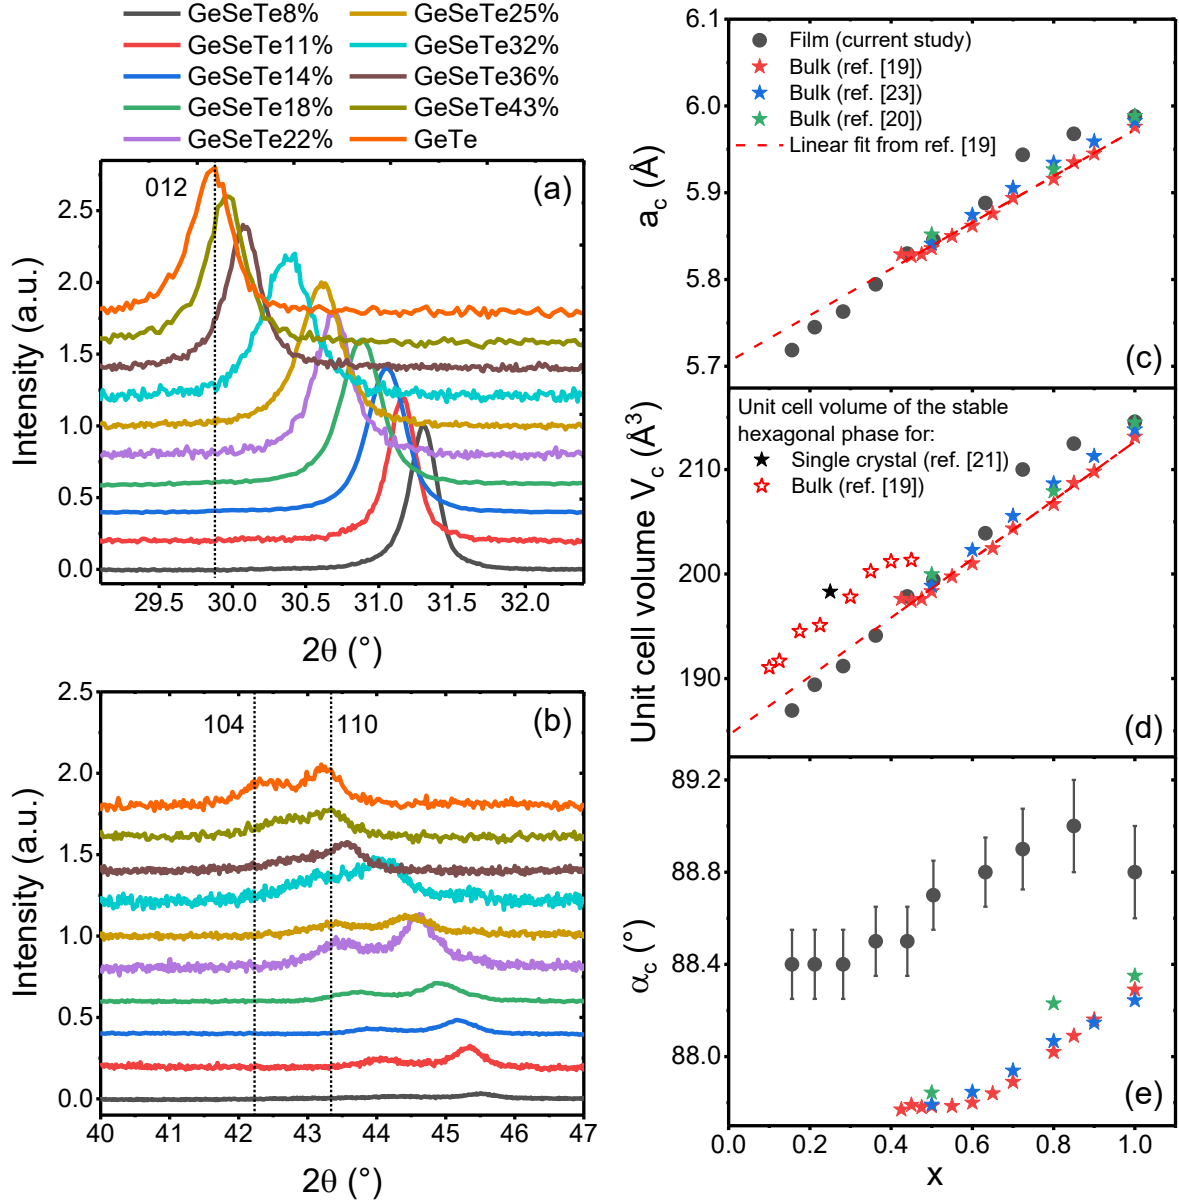 GeSeTe8%
GeSeTe11%
GeSeTe14%
GeSeTe18%
GeSeTe22%
GeSeTe25%
GeSeTe32%
GeSeTe36%
GeSeTe43%
GeTe
012
(a)
2.5
2.0
1.5
1.0
0.5
0.0
Intensity (a.u.)
29.5 30.0 30.5 31.0 31.5 32.0
2θ (°)
2.5
104
110
(b)
2.0
1.5
1.0
0.5
0.0
Intensity (a.u.)
40 41 42 43 44 45 46 47
2θ (°)
6.1
6.0
5.9
5.8
5.7
a_c (Å)
Film (current study)
Bulk (ref. [19])
Bulk (ref. [23])
Bulk (ref. [20])
Linear fit from ref. [19]
(c)
Unit cell volume of the stable
hexagonal phase for:
Single crystal (ref. [21])
Bulk (ref. [19])
210
200
190
Unit cell volume V_c (Å³)
(d)
89.2
88.8
88.4
88.0
α_c (°)
(e)
0.0 0.2 0.4 0.6 0.8 1.0
x